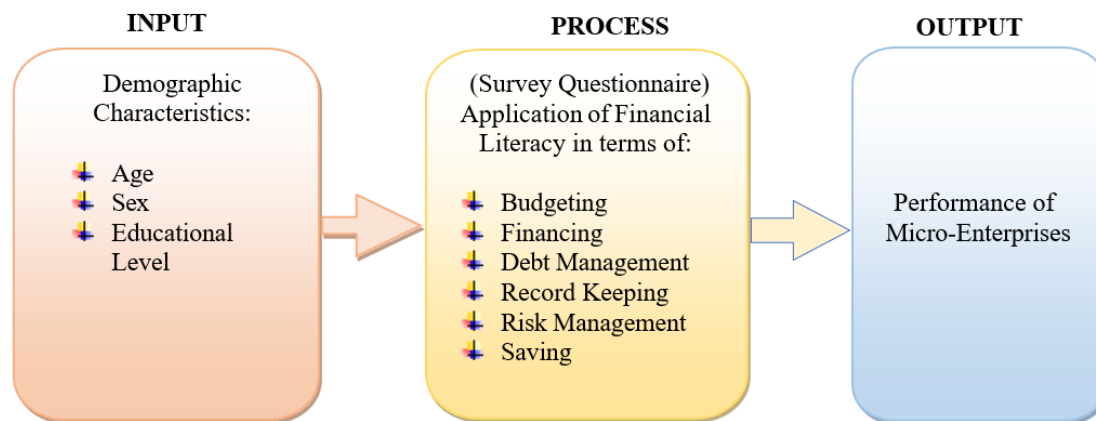 INPUT
Demographic
Characteristics:
Age
Sex
Educational
Level
PROCESS
(Survey Questionnaire)
Application of Financial
Literacy in terms of:
Budgeting
Financing
Debt Management
Record Keeping
Risk Management
Saving
OUTPUT
Performance of
Micro-Enterprises